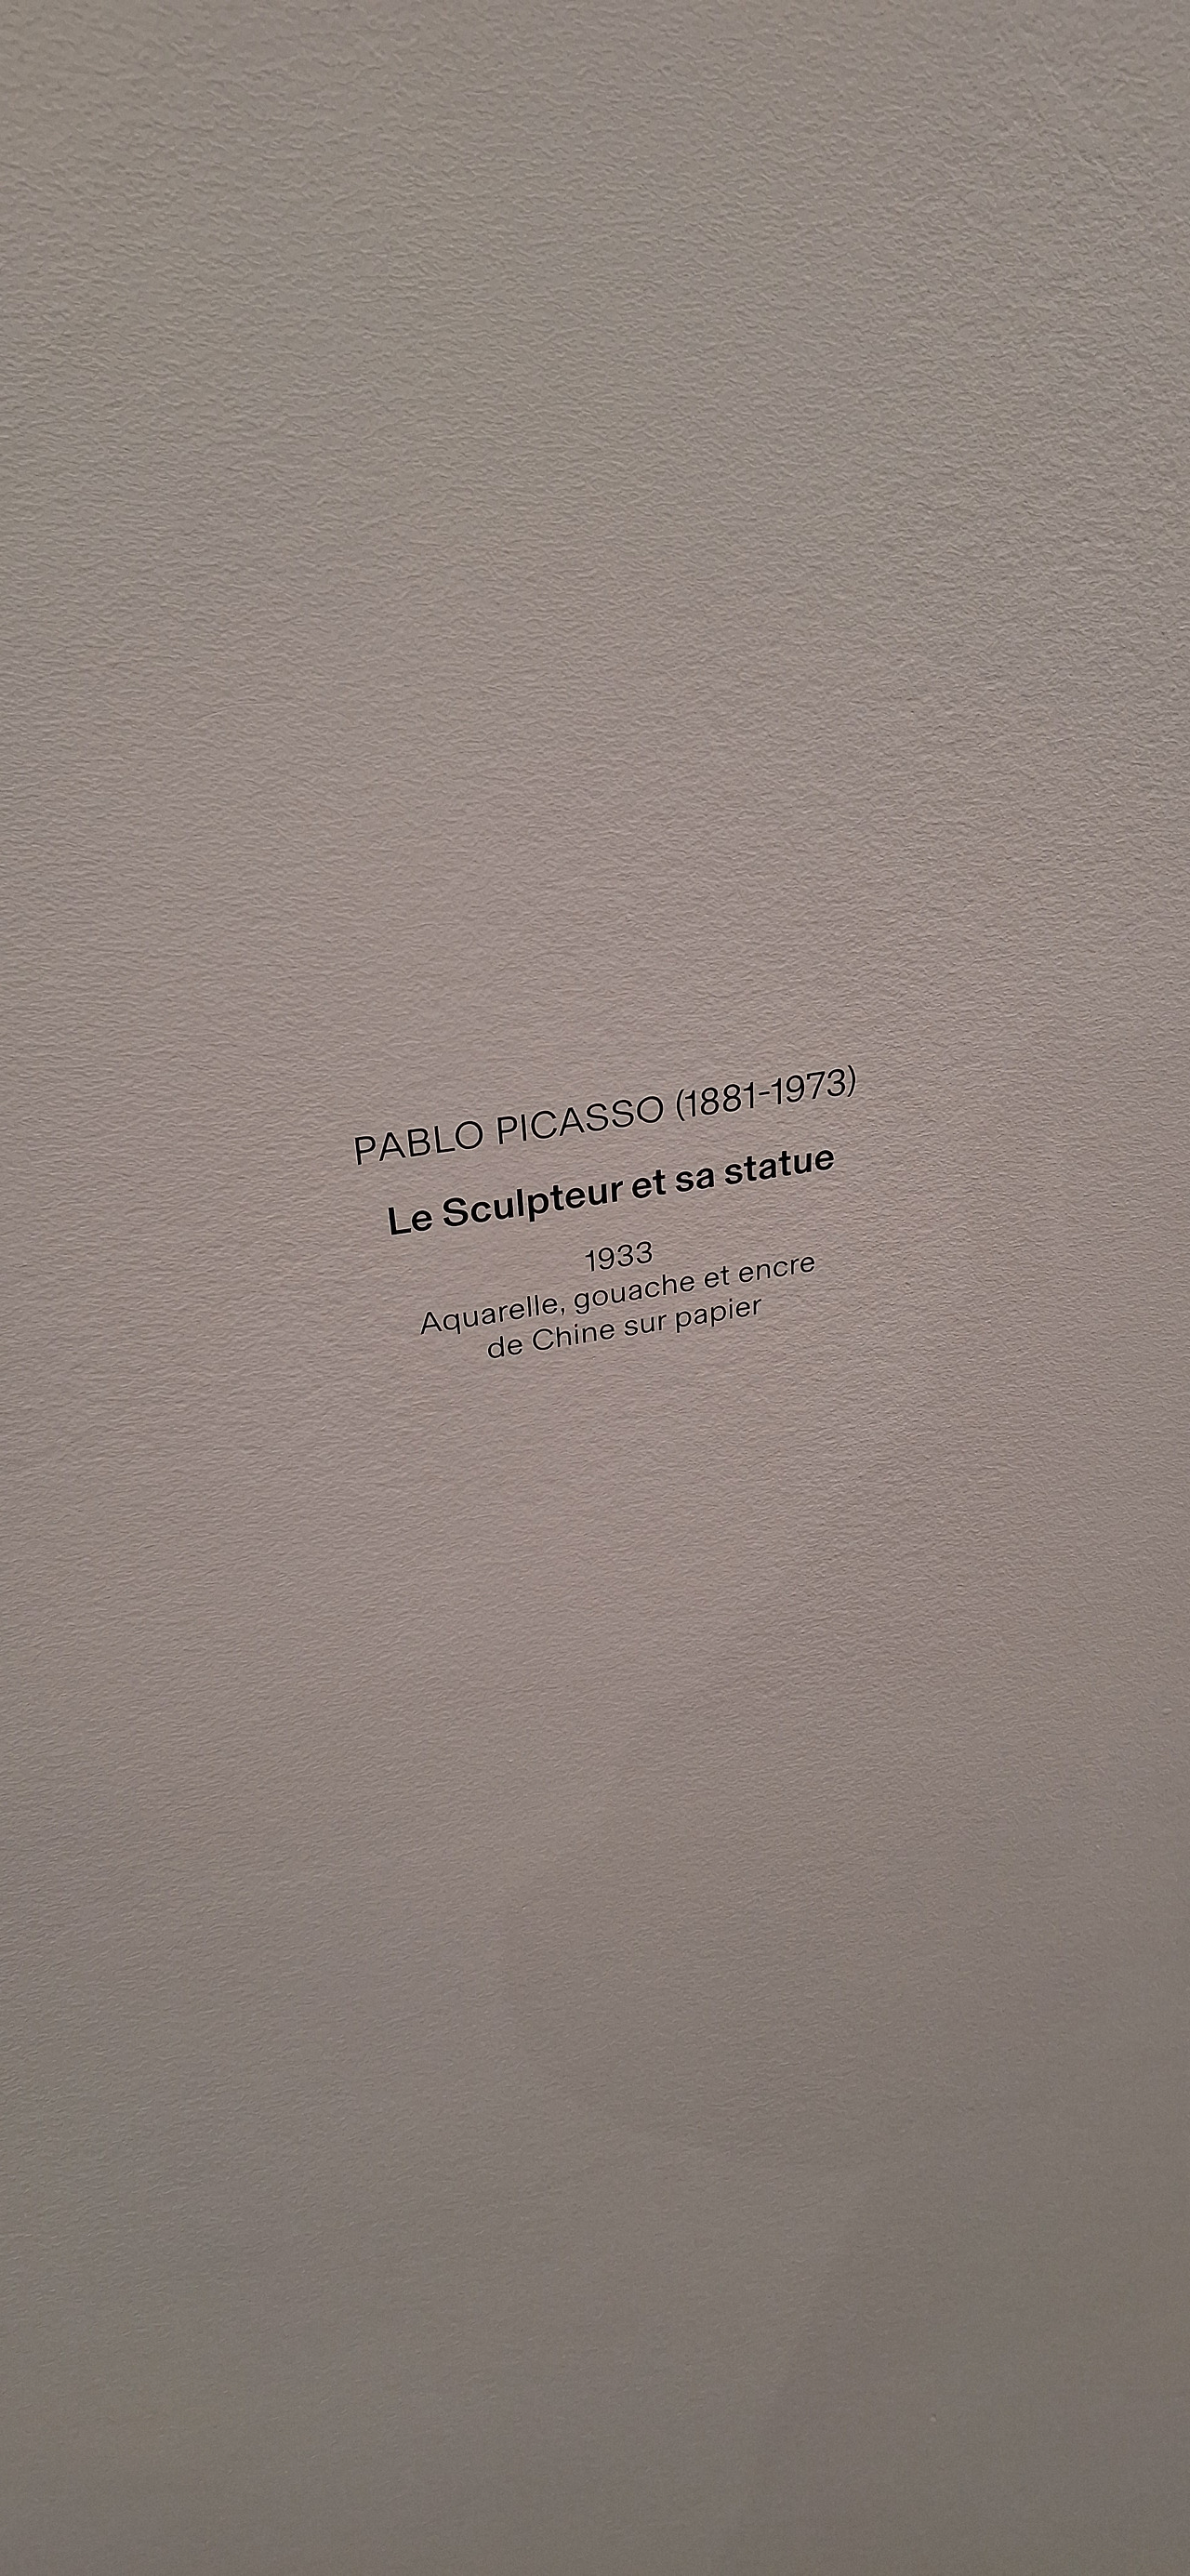 PABLO PICASSO (1881-1973)
Le Sculpteur et sa statue
1933
Aquarelle, gouache et encre
de Chine sur papier